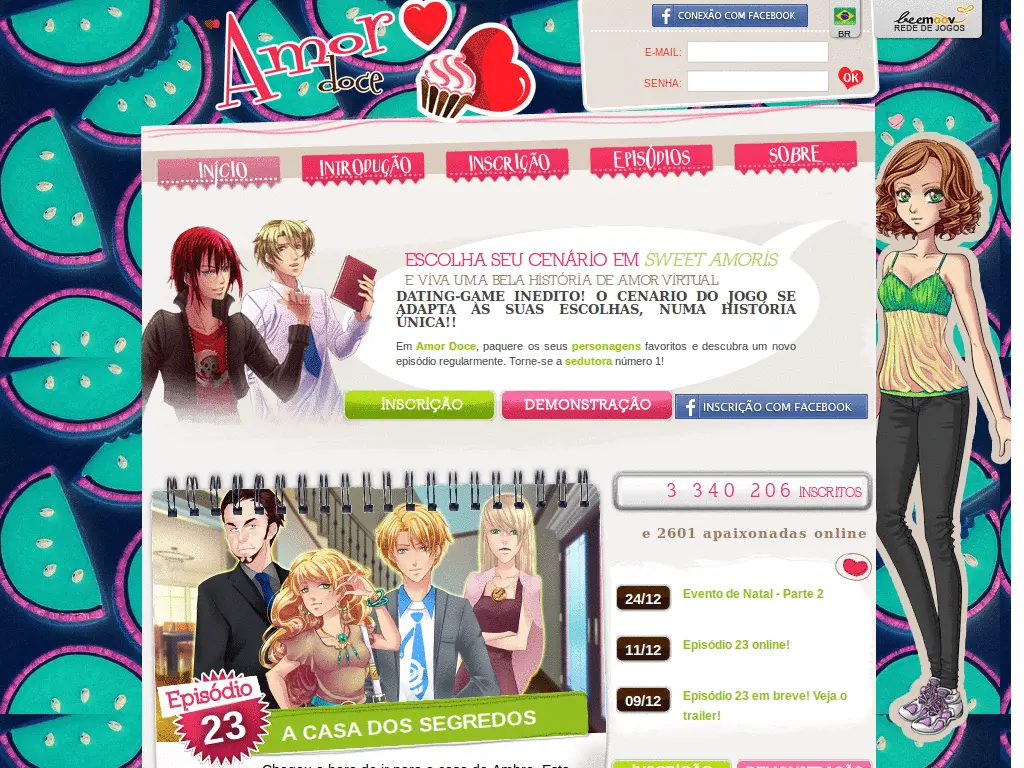 Amor doce
CONEXÃO COM FACEBOOK
BR
beemoov
REDE DE JOGOS
E-MAIL:
SENHA:
OK
INÍCIO
INTRODUÇÃO
INSCRIÇÃO
EPISÓDIOS
SOBRE
ESCOLHA SEU CENÁRIO EM SWEET AMORIS
E VIVA UMA BELA HISTÓRIA DE AMOR VIRTUAL
DATING-GAME INEDITO! O CENARIO DO JOGO SE
ADAPTA ÀS SUAS ESCOLHAS, NUMA HISTÓRIA
ÚNICA!!
Em Amor Doce, paquere os seus personagens favoritos e descubra um novo
episódio regularmente. Torne-se a sedutora número 1!
INSCRIÇÃO
DEMONSTRAÇÃO
INSCRIÇÃO COM FACEBOOK
3 340 206 INSCRITOS
e 2601 apaixonadas online
24/12
Evento de Natal - Parte 2
11/12
Episódio 23 online!
09/12
Episódio 23 em breve! Veja o
trailer!
Episódio
23
A CASA DOS SEGREDOS
INSCRIÇÃO
DEMONSTRAÇÃO